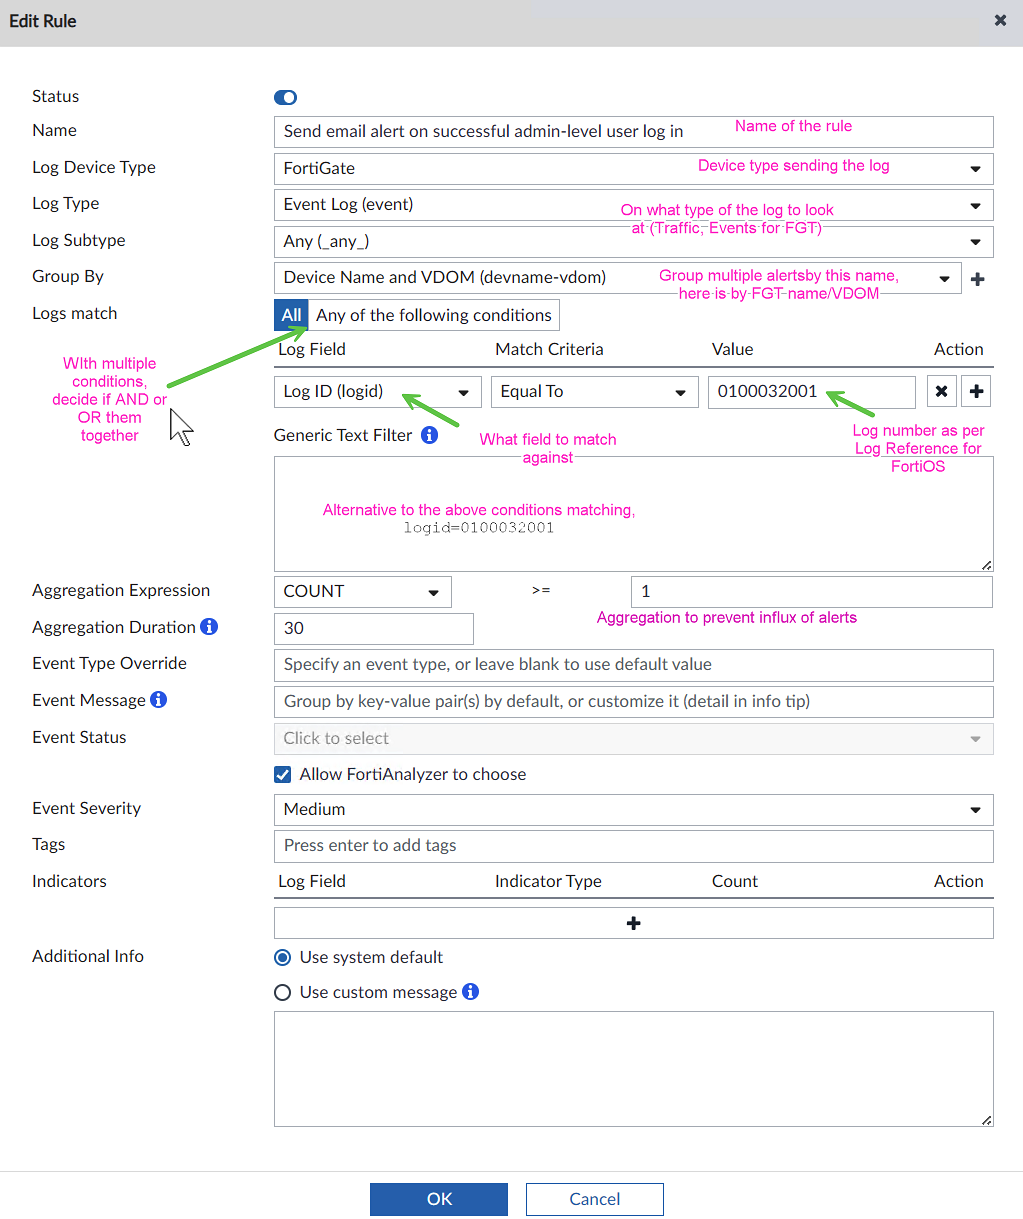 Edit Rule
Status
Name
Send email alert on successful admin-level user log in
Name of the rule
Log Device Type
FortiGate
Device type sending the log
Log Type
Event Log (event)
On what type of the log to look
at (Traffic, Events for FGT)
Log Subtype
Any (_any_)
Group By
Device Name and VDOM (devname-vdom)
Group multiple alertsby this name,
here is by FGT name/VDOM
Logs match
All
Any of the following conditions
WIth multiple
conditions,
decide if AND or
OR them
together
Log Field
Match Criteria
Value
Action
Log ID (logid)
Equal To
0100032001
Generic Text Filter
What field to match
against
Log number as per
Log Reference for
FortiOS
Alternative to the above conditions matching,
logid=0100032001
Aggregation Expression
COUNT
>=
1
Aggregation to prevent influx of alerts
Aggregation Duration
30
Event Type Override
Specify an event type, or leave blank to use default value
Event Message
Group by key-value pair(s) by default, or customize it (detail in info tip)
Event Status
Click to select
Allow FortiAnalyzer to choose
Event Severity
Medium
Tags
Press enter to add tags
Indicators
Log Field
Indicator Type
Count
Action
Additional Info
Use system default
Use custom message
OK
Cancel